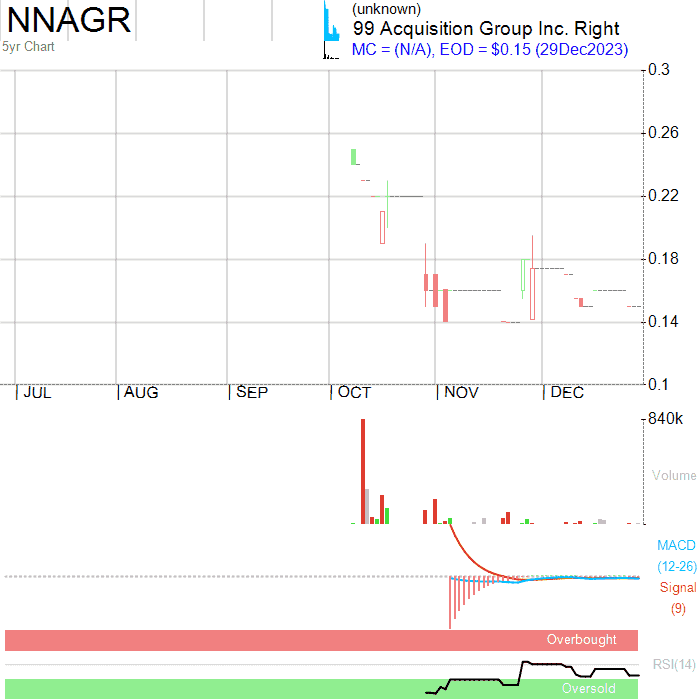 NNAGR
5yr Chart
(unknown)
99 Acquisition Group Inc. Right
MC = (N/A), EOD = $0.15 (29Dec2023)
0.3
0.26
0.22
0.18
0.14
0.1
JUL AUG SEP OCT NOV DEC
840k
Volume
MACD
(12-26)
Signal
(9)
Overbought
RSI(14)
Oversold